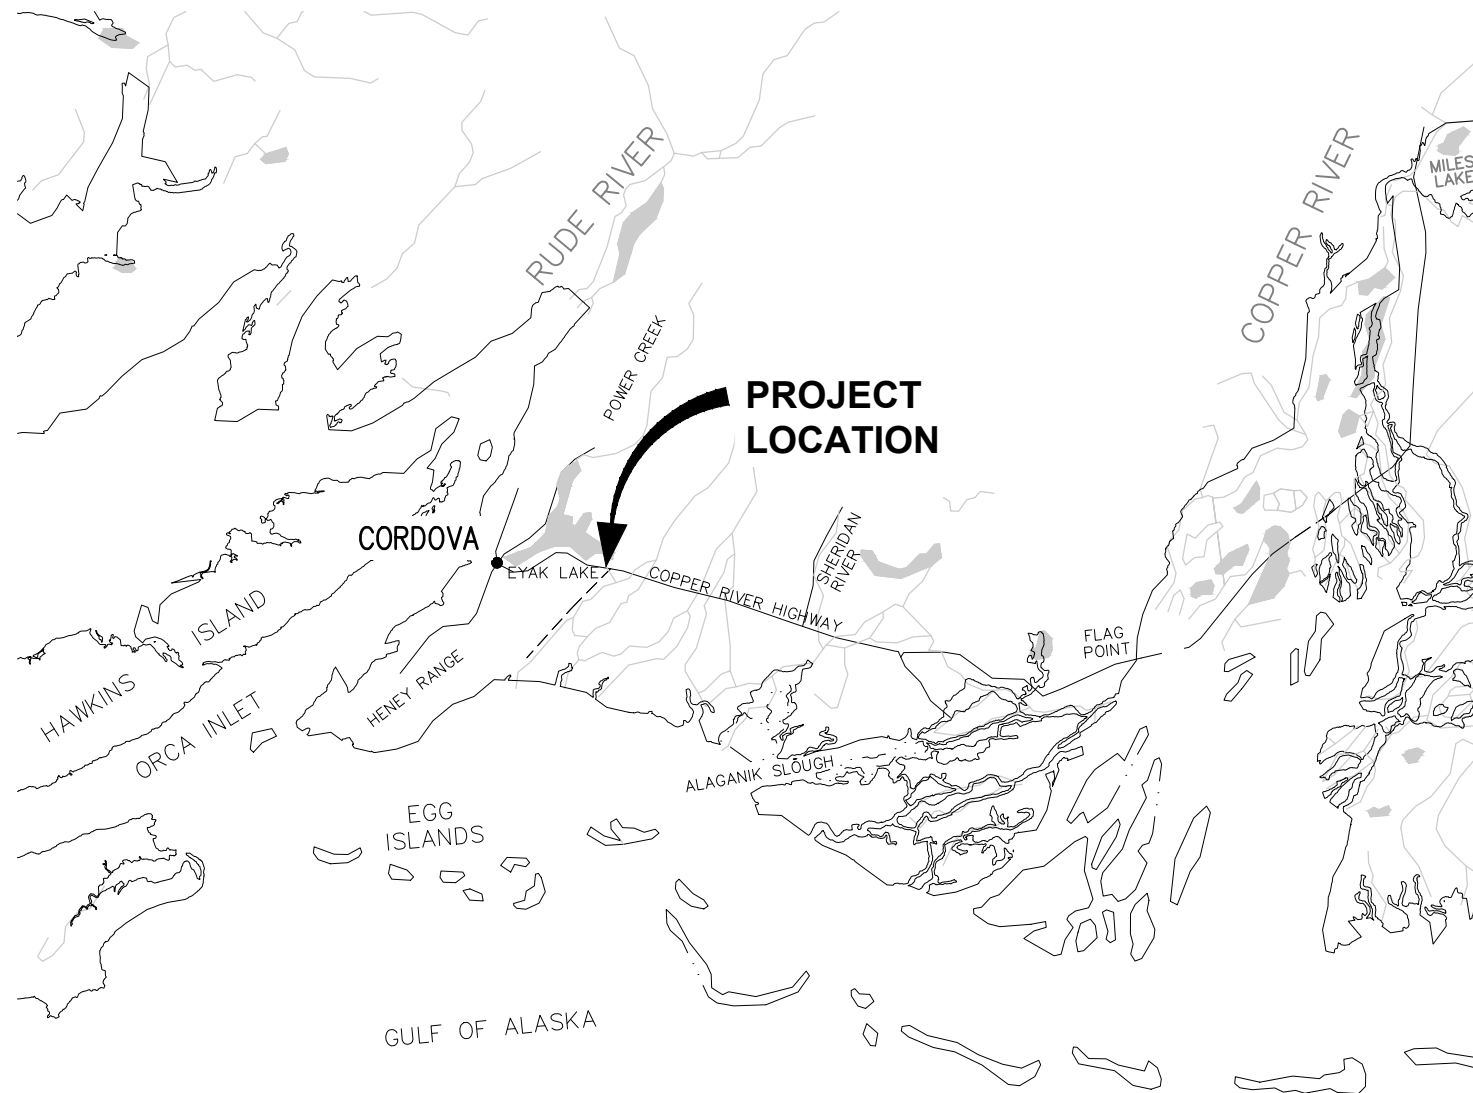 RUDE RIVER
COPPER RIVER
MILES
LAKE
POWER CREEK
PROJECT
LOCATION
CORDOVA
EYAK LAKE
COPPER RIVER HIGHWAY
SHERIDAN
RIVER
FLAG
POINT
HAWKINS ISLAND
ORCA INLET
HENEY RANGE
ALAGANIK SLOUGH
EGG
ISLANDS
GULF OF ALASKA